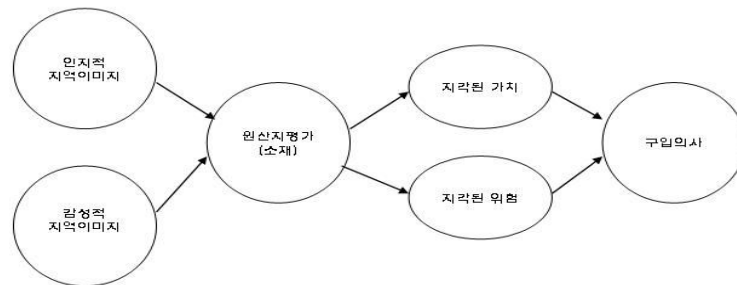 인지적
지역이미지
감성적
지역이미지
원산지평가
(소재)
지각된 가치
지각된 위험
구입의사